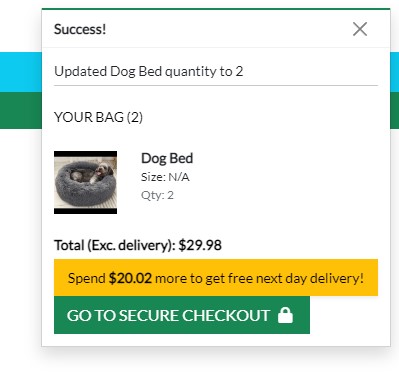 Success!
Updated Dog Bed quantity to 2
YOUR BAG (2)
Dog Bed
Size: N/A
Qty: 2
Total (Exc. delivery): $29.98
Spend $20.02 more to get free next day delivery!
GO TO SECURE CHECKOUT